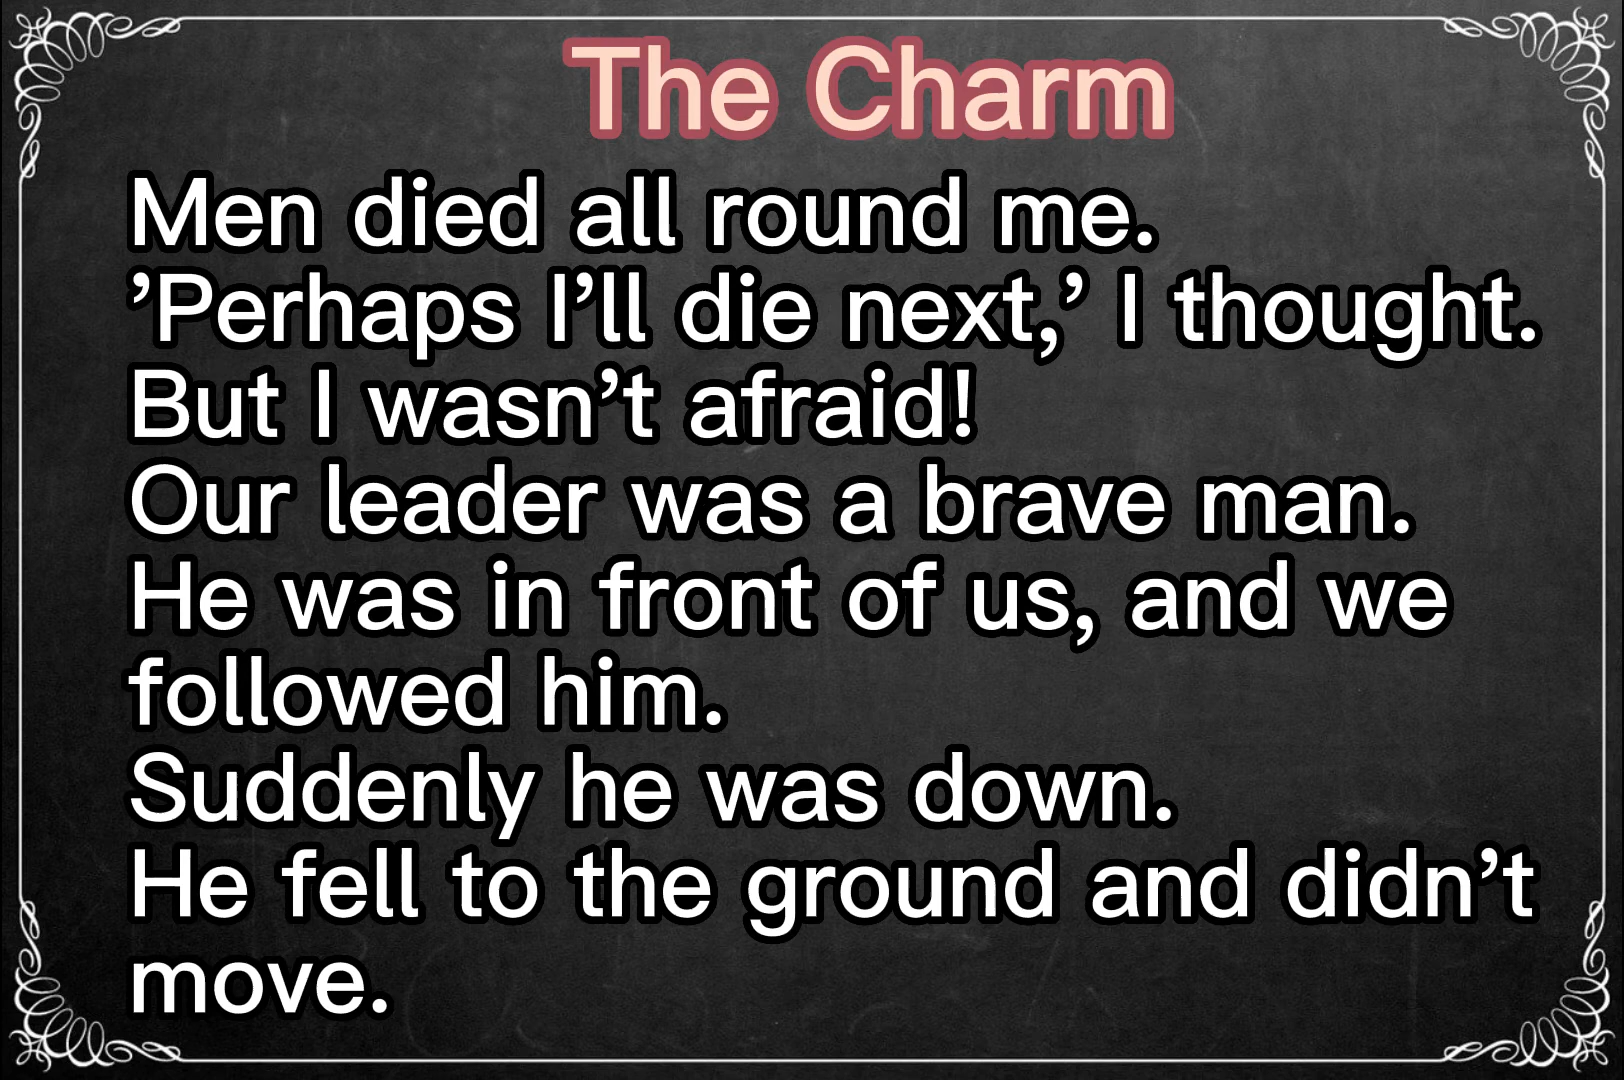 The Charm
Men died all round me.
’Perhaps I’ll die next,’ I thought.
But I wasn’t afraid!
Our leader was a brave man.
He was in front of us, and we
followed him.
Suddenly he was down.
He fell to the ground and didn’t
move.